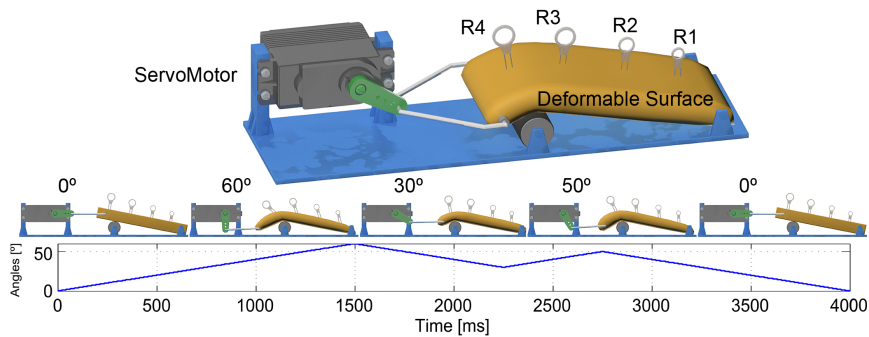 R4
R3
R2
R1
ServoMotor
Deformable Surface
0º
60º
30º
50º
0º
Angles [º]
50
0
0
500
1000
1500
2000
2500
3000
3500
4000
Time [ms]